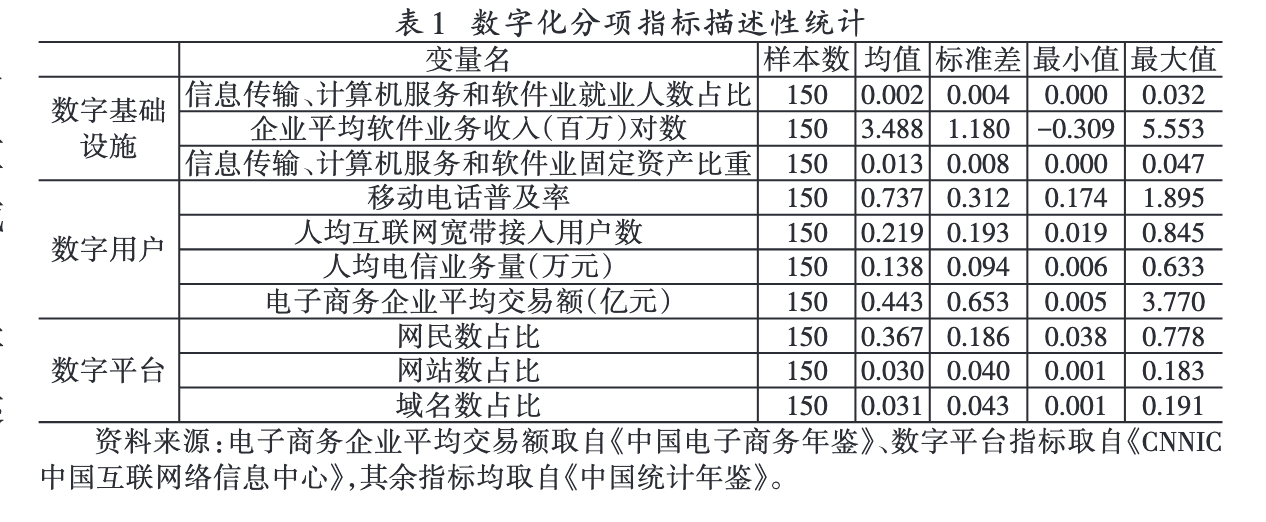 表1 数字化分项指标描述性统计
变量名 样本数 均值 标准差 最小值 最大值
数字基础设施
信息传输、计算机服务和软件业就业人数占比 150 0.002 0.004 0.000 0.032
企业平均软件业务收入(百万)对数 150 3.488 1.180 -0.309 5.553
信息传输、计算机服务和软件业固定资产比重 150 0.013 0.008 0.000 0.047
数字用户
移动电话普及率 150 0.737 0.312 0.174 1.895
人均互联网宽带接入用户数 150 0.219 0.193 0.019 0.845
人均电信业务量(万元) 150 0.138 0.094 0.006 0.633
电子商务企业平均交易额(亿元) 150 0.443 0.653 0.005 3.770
数字平台
网民数占比 150 0.367 0.186 0.038 0.778
网站数占比 150 0.030 0.040 0.001 0.183
域名数占比 150 0.031 0.043 0.001 0.191
资料来源:电子商务企业平均交易额取自《中国电子商务年鉴》、数字平台指标取自《CNNIC
中国互联网络信息中心》,其余指标均取自《中国统计年鉴》。